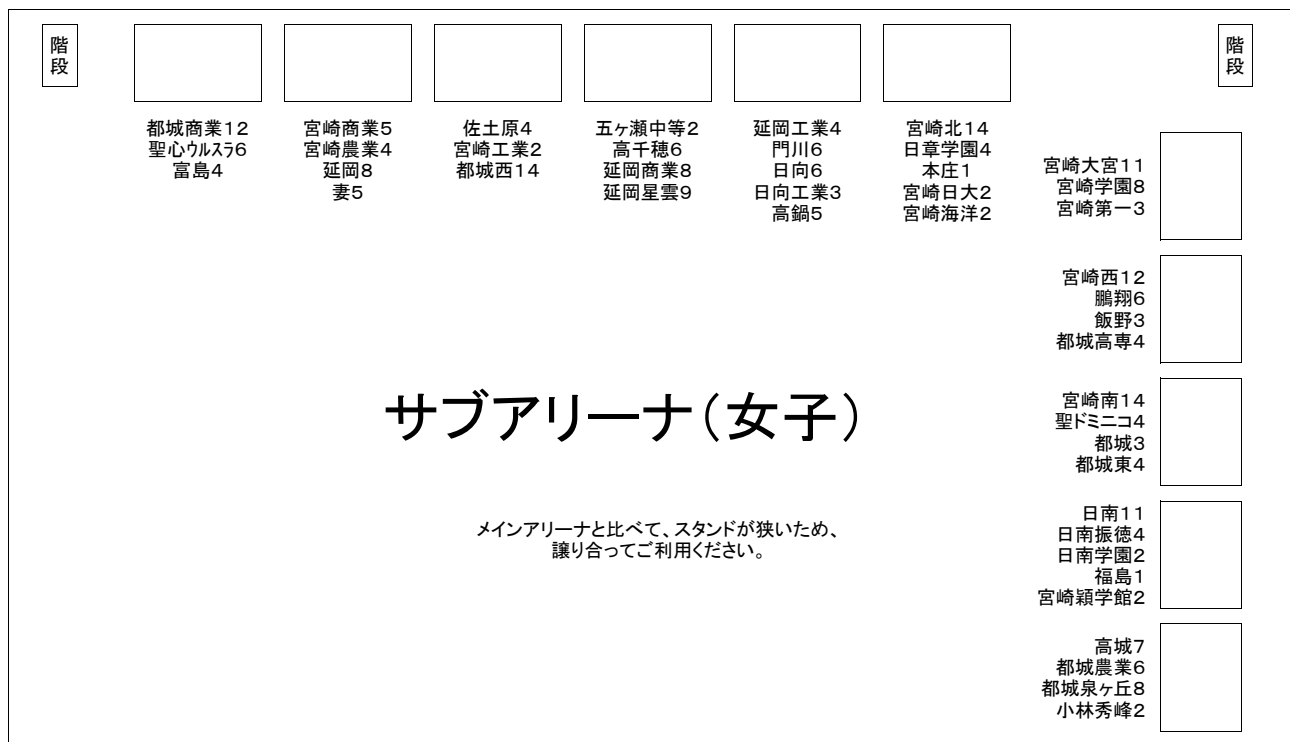 階段
階段
都城商業12
聖心ウルスラ6
富島4
宮崎商業5
宮崎農業4
延岡8
妻5
佐土原4
宮崎工業2
都城西14
五ヶ瀬中等2
高千穂6
延岡商業8
延岡星雲9
延岡工業4
門川6
日向6
日向工業3
高鍋5
宮崎北14
日章学園4
本庄1
宮崎日大2
宮崎海洋2
宮崎大宮11
宮崎学園8
宮崎第一3
宮崎西12
鵬翔6
飯野3
都城高専4
宮崎南14
聖ドミニコ4
都城3
都城東4
日南11
日南振徳4
日南学園2
福島1
宮崎穎学館2
高城7
都城農業6
都城泉ヶ丘8
小林秀峰2
サブアリーナ（女子）
メインアリーナと比べて、スタンドが狭いため、
譲り合ってご利用ください。